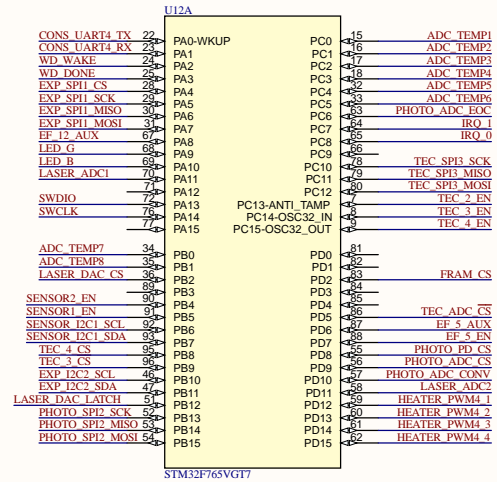 U12A
CONS_UART4_TX 22 PA0-WKUP PC0 15 ADC_TEMP1
CONS_UART4_RX 23 PA1 PC1 16 ADC_TEMP2
WD_WAKE 24 PA2 PC2 17 ADC_TEMP3
WD_DONE 25 PA3 PC3 18 ADC_TEMP4
EXP_SPI1_CS 28 PA4 PC4 32 ADC_TEMP5
EXP_SPI1_SCK 29 PA5 PC5 33 ADC_TEMP6
EXP_SPI1_MISO 30 PA6 PC6 63 PHOTO_ADC_EOC
EXP_SPI1_MOSI 31 PA7 PC7 64 IRQ_1
EF_12_AUX 67 PA8 PC8 65 IRQ_0
LED_G 68 PA9 PC9 66
LED_B 69 PA10 PC10 78 TEC_SPI3_SCK
LASER_ADC1 70 PA11 PC11 79 TEC_SPI3_MISO
71 PA12 PC12 80 TEC_SPI3_MOSI
SWDIO 72 PA13 PC13-ANTI_TAMP 7 TEC_2_EN
SWCLK 76 PA14 PC14-OSC32_IN 8 TEC_3_EN
77 PA15 PC15-OSC32_OUT 9 TEC_4_EN
ADC_TEMP7 34 PB0 PD0 81
ADC_TEMP8 35 PB1 PD1 82
LASER_DAC_CS 36 PB2 PD2 83 FRAM_CS
89 PB3 PD3 84
SENSOR2_EN 90 PB4 PD4 85
SENSOR1_EN 91 PB5 PD5 86 TEC_ADC_CS
SENSOR_I2C1_SCL 92 PB6 PD6 87 EF_5_AUX
SENSOR_I2C1_SDA 93 PB7 PD7 88 EF_5_EN
TEC_4_CS 95 PB8 PD8 55 PHOTO_PD_CS
TEC_3_CS 96 PB9 PD9 56 PHOTO_ADC_CS
EXP_I2C2_SCL 46 PB10 PD10 57 PHOTO_ADC_CONV
EXP_I2C2_SDA 47 PB11 PD11 58 LASER_ADC2
LASER_DAC_LATCH 51 PB12 PD12 59 HEATER_PWM4_1
PHOTO_SPI2_SCK 52 PB13 PD13 60 HEATER_PWM4_2
PHOTO_SPI2_MISO 53 PB14 PD14 61 HEATER_PWM4_3
PHOTO_SPI2_MOSI 54 PB15 PD15 62 HEATER_PWM4_4
STM32F765VGT7